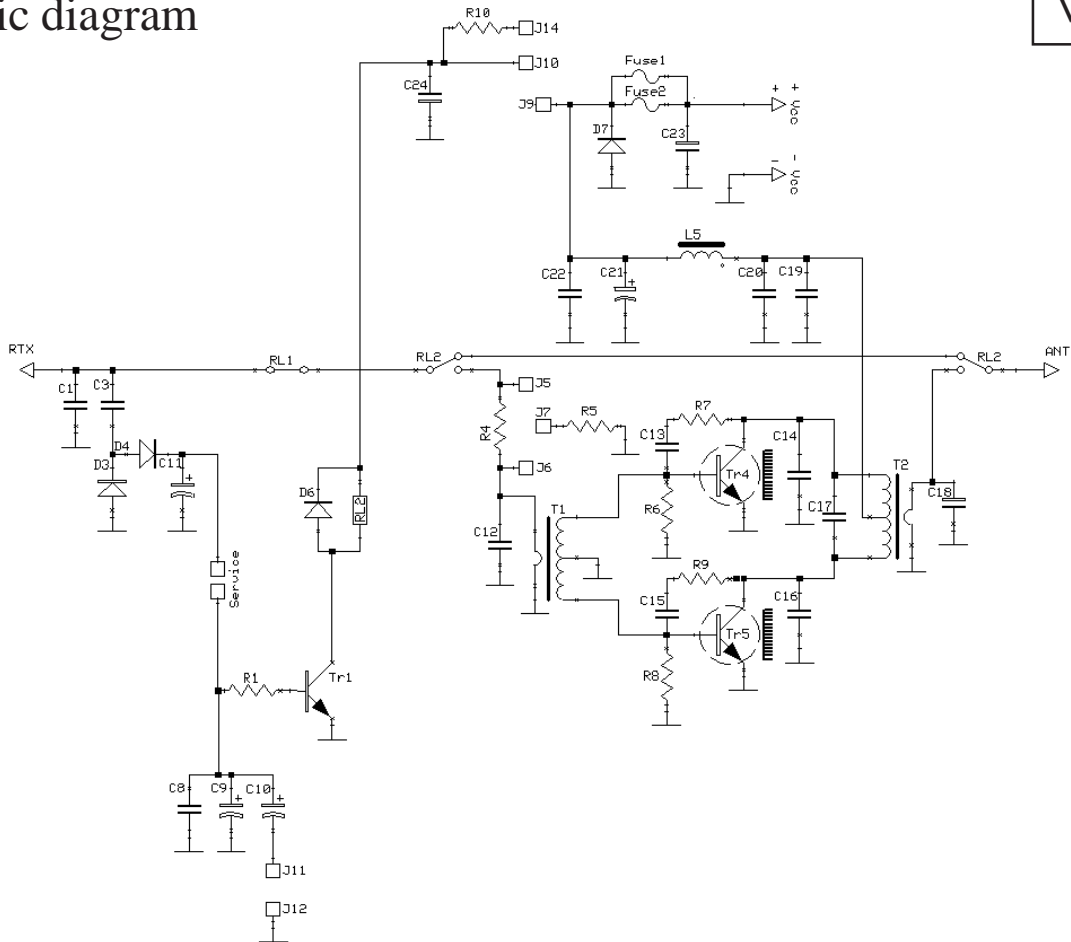 ic diagram
R10
J14
J10
C24
Fuse1
Fuse2
J9
+ +
Vcc
D7
C23
- -
Vcc
L5
C22
C21
+
C20
C19
RTX
RL1
RL2
RL2
ANT
C1
C3
J5
J7
R5
R7
R4
C13
C14
D4
D3
C11
+
J6
Tr4
T2
D6
RL2
R6
C17
C18
T1
C12
Service
R9
C15
C16
Tr5
R1
Tr1
R8
C8
C9
+
C10
+
J11
J12